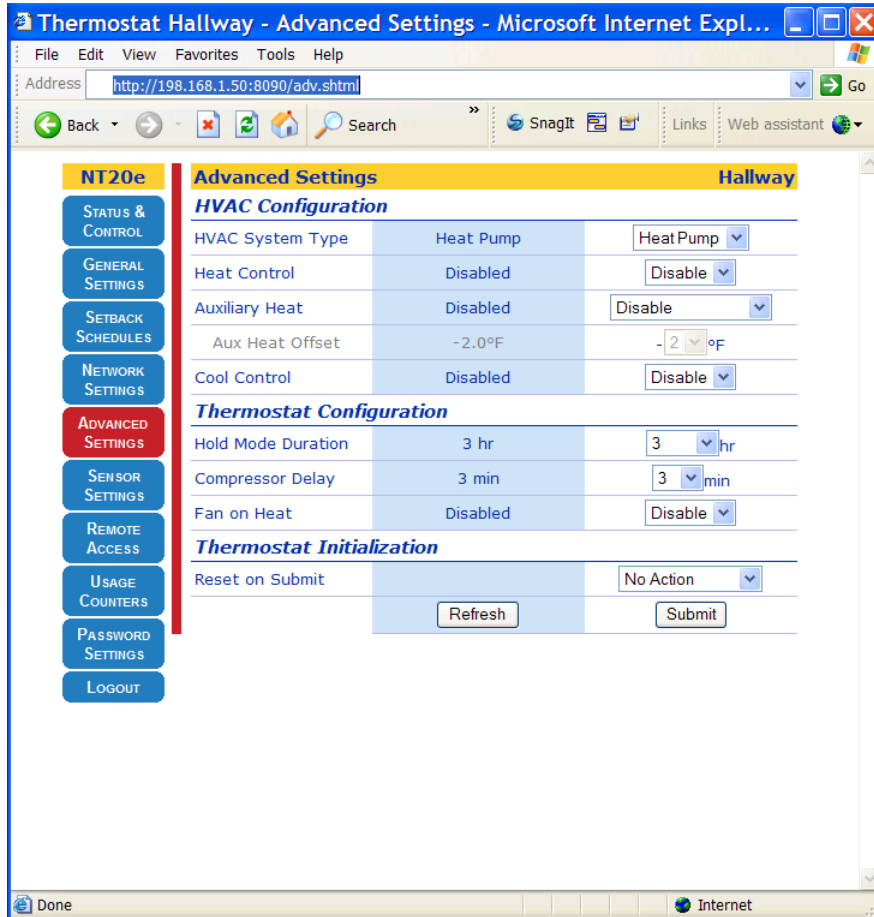 Thermostat Hallway - Advanced Settings - Microsoft Internet Expl...
File Edit View Favorites Tools Help
Address http://198.168.1.50:8090/adv.shtml Go
Back Search » SnagIt Links Web assistant
NT20e
Status & Control
General Settings
Setback Schedules
Network Settings
Advanced Settings
Sensor Settings
Remote Access
Usage Counters
Password Settings
Logout
Advanced Settings Hallway
HVAC Configuration
HVAC System Type Heat Pump Heat Pump
Heat Control Disabled Disable
Auxiliary Heat Disabled Disable
Aux Heat Offset -2.0°F -2 °F
Cool Control Disabled Disable
Thermostat Configuration
Hold Mode Duration 3 hr 3 hr
Compressor Delay 3 min 3 min
Fan on Heat Disabled Disable
Thermostat Initialization
Reset on Submit No Action
Refresh Submit
Done Internet